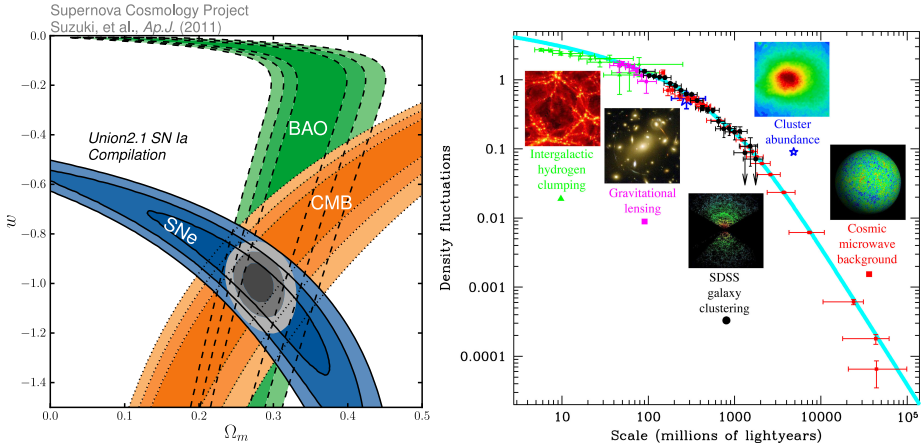 Supernova Cosmology Project
Suzuki, et al., Ap.J. (2011)
0.0
−0.2
−0.4
−0.6
−0.8
−1.0
−1.2
−1.4
w
Union2.1 SN Ia
Compilation
BAO
CMB
SNe
0.0
0.1
0.2
0.3
0.4
0.5
Ωm
Density fluctuations
1
0.1
0.01
0.001
0.0001
Intergalactic
hydrogen
clumping
Gravitational
lensing
SDSS
galaxy
clustering
Cluster
abundance
Cosmic
microwave
background
10
100
1000
10000
10⁵
Scale (millions of lightyears)